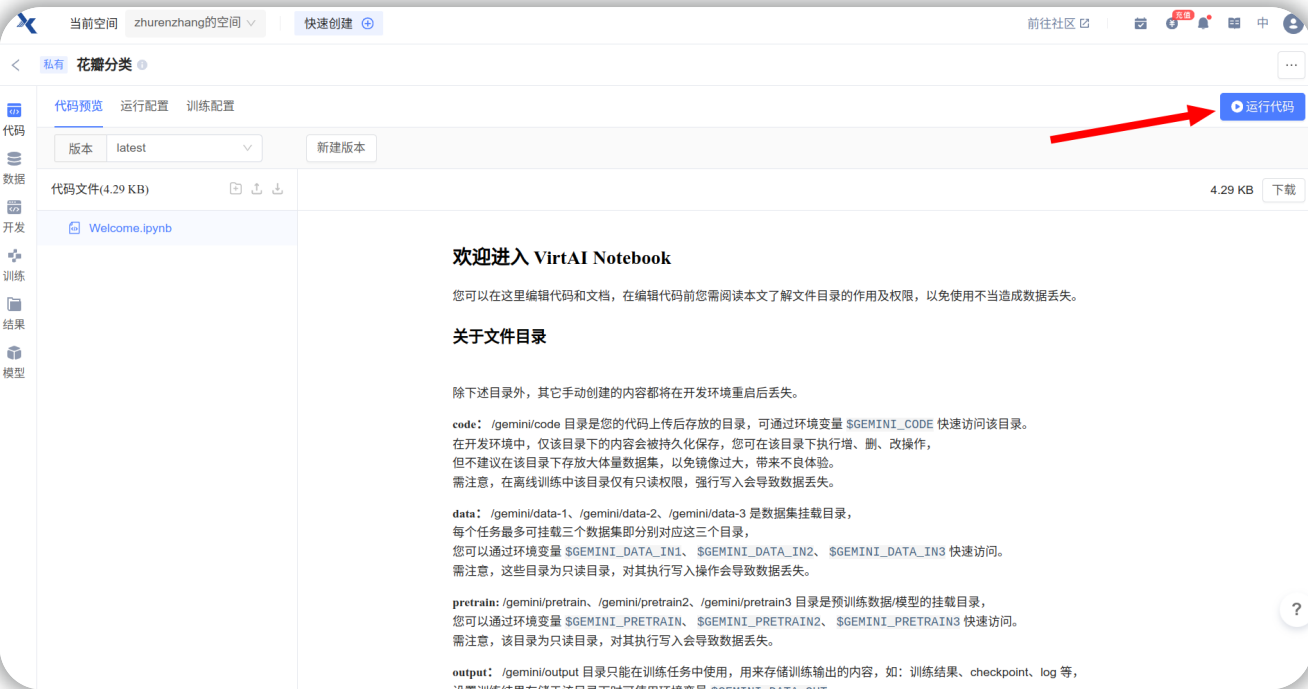 当前空间 zhurenzhang的空间 快速创建 前往社区 充值 中
私有 花瓣分类 ...
代码预览 运行配置 训练配置 运行代码
代码
版本 latest 新建版本
数据
代码文件(4.29 KB) 4.29 KB 下载
开发
Welcome.ipynb
训练
结果
模型
欢迎进入 VirtAI Notebook
您可以在这里编辑代码和文档，在编辑代码前您需阅读本文了解文件目录的作用及权限，以免使用不当造成数据丢失。
关于文件目录
除下述目录外，其它手动创建的内容都将在开发环境重启后丢失。
code： /gemini/code 目录是您的代码上传后存放的目录，可通过环境变量 $GEMINI_CODE 快速访问该目录。
在开发环境中，仅该目录下的内容会被持久化保存，您可在该目录下执行增、删、改操作，
但不建议在该目录下存放大体量数据集，以免镜像过大，带来不良体验。
需注意，在离线训练中该目录仅有只读权限，强行写入会导致数据丢失。
data： /gemini/data-1、/gemini/data-2、/gemini/data-3 是数据集挂载目录，
每个任务最多可挂载三个数据集即分别对应这三个目录，
您可以通过环境变量 $GEMINI_DATA_IN1、 $GEMINI_DATA_IN2、 $GEMINI_DATA_IN3 快速访问。
需注意，这些目录为只读目录，对其执行写入操作会导致数据丢失。
pretrain: /gemini/pretrain、/gemini/pretrain2、/gemini/pretrain3 目录是预训练数据/模型的挂载目录，
您可以通过环境变量 $GEMINI_PRETRAIN、 $GEMINI_PRETRAIN2、 $GEMINI_PRETRAIN3 快速访问。
需注意，该目录为只读目录，对其执行写入会导致数据丢失。
?
output： /gemini/output 目录只能在训练任务中使用，用来存储训练输出的内容，如：训练结果、checkpoint、log 等，